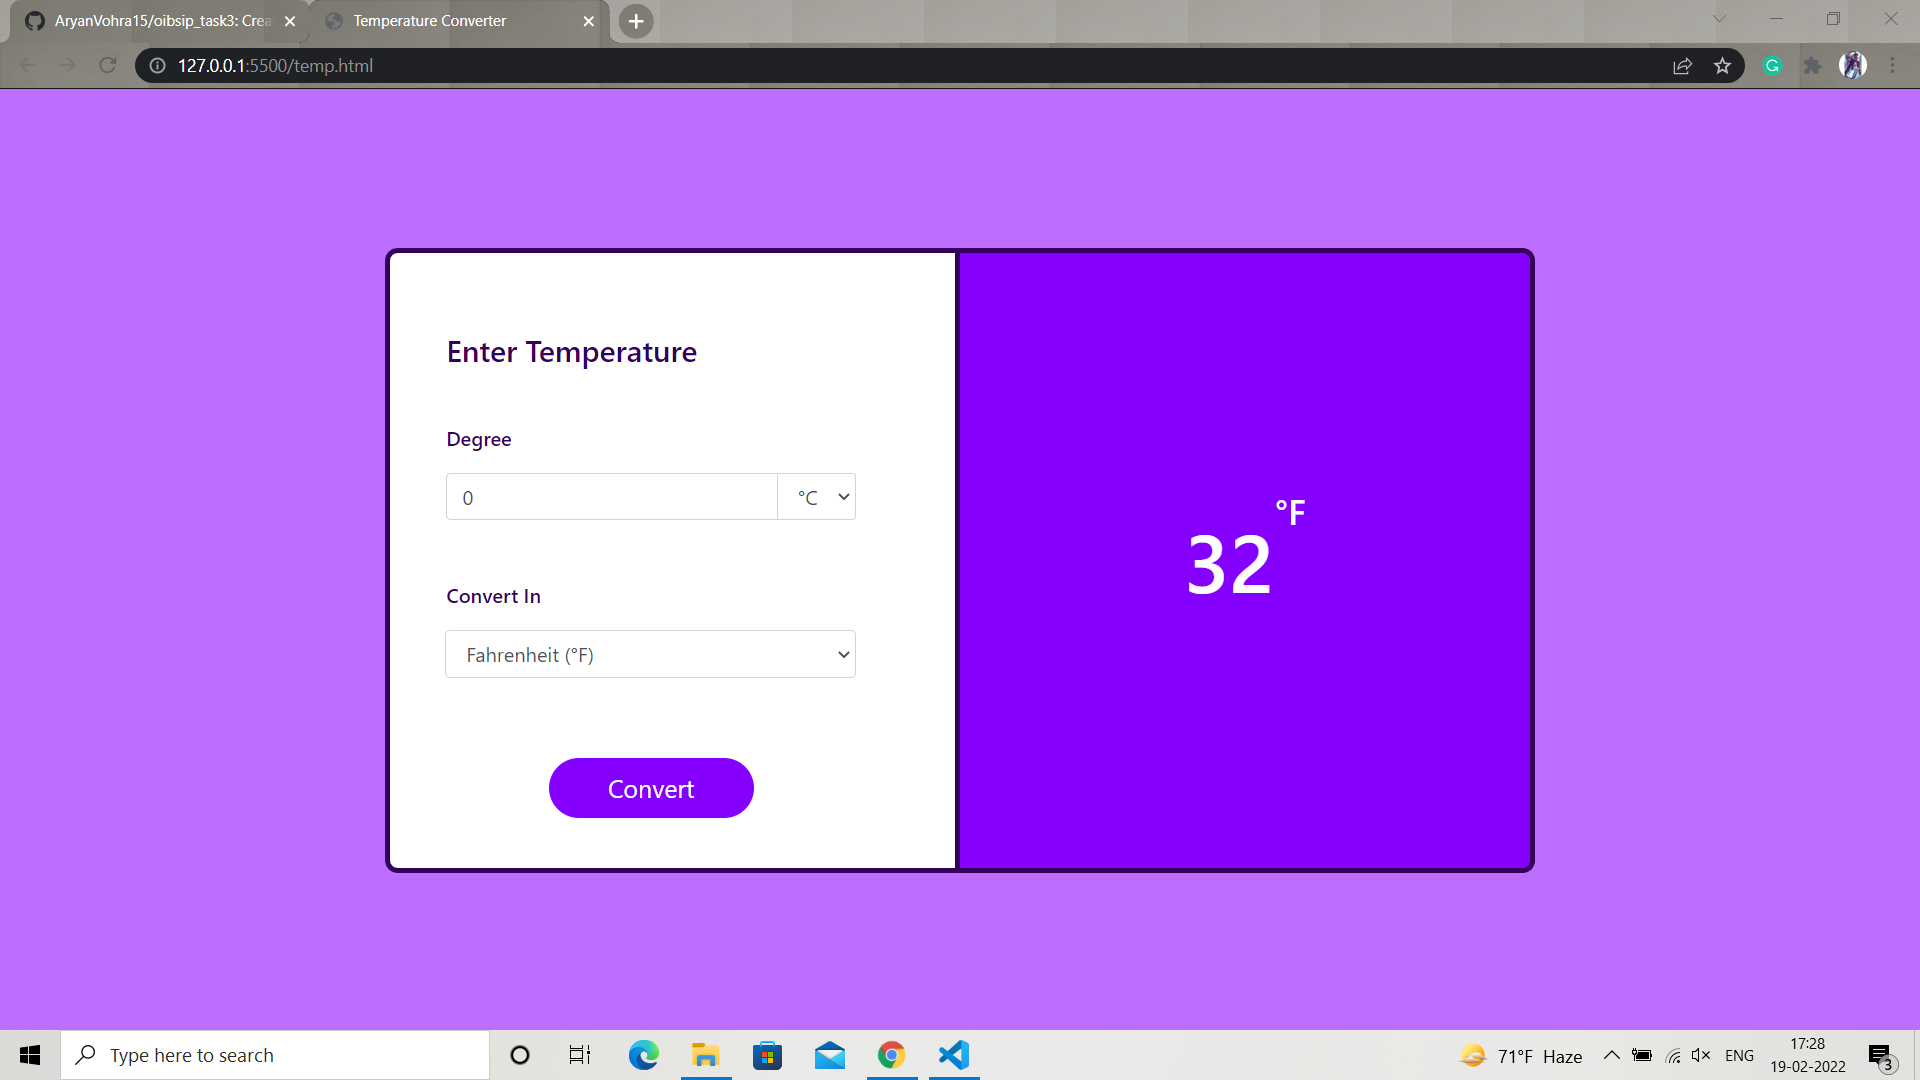 AryanVohra15/oibsip_task3: Crea
Temperature Converter
127.0.0.1:5500/temp.html
Enter Temperature
Degree
0
°C
Convert In
Fahrenheit (°F)
Convert
32 °F
Type here to search
71°F Haze
ENG
17:28
19-02-2022
3